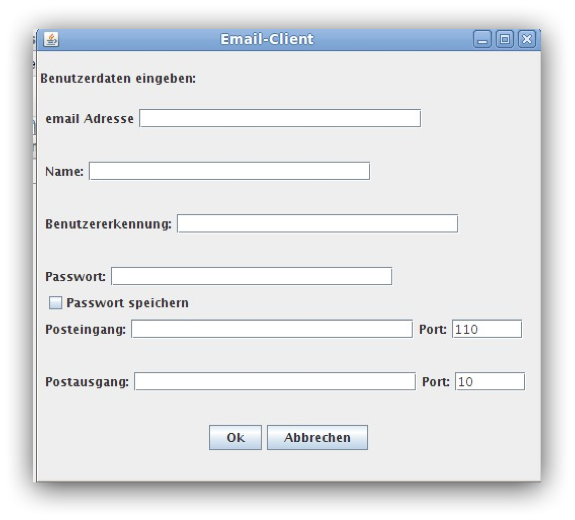 Email-Client
Benutzerdaten eingeben:
email Adresse
Name:
Benutzererkennung:
Passwort:
Passwort speichern
Posteingang: Port: 110
Postausgang: Port: 10
Ok Abbrechen